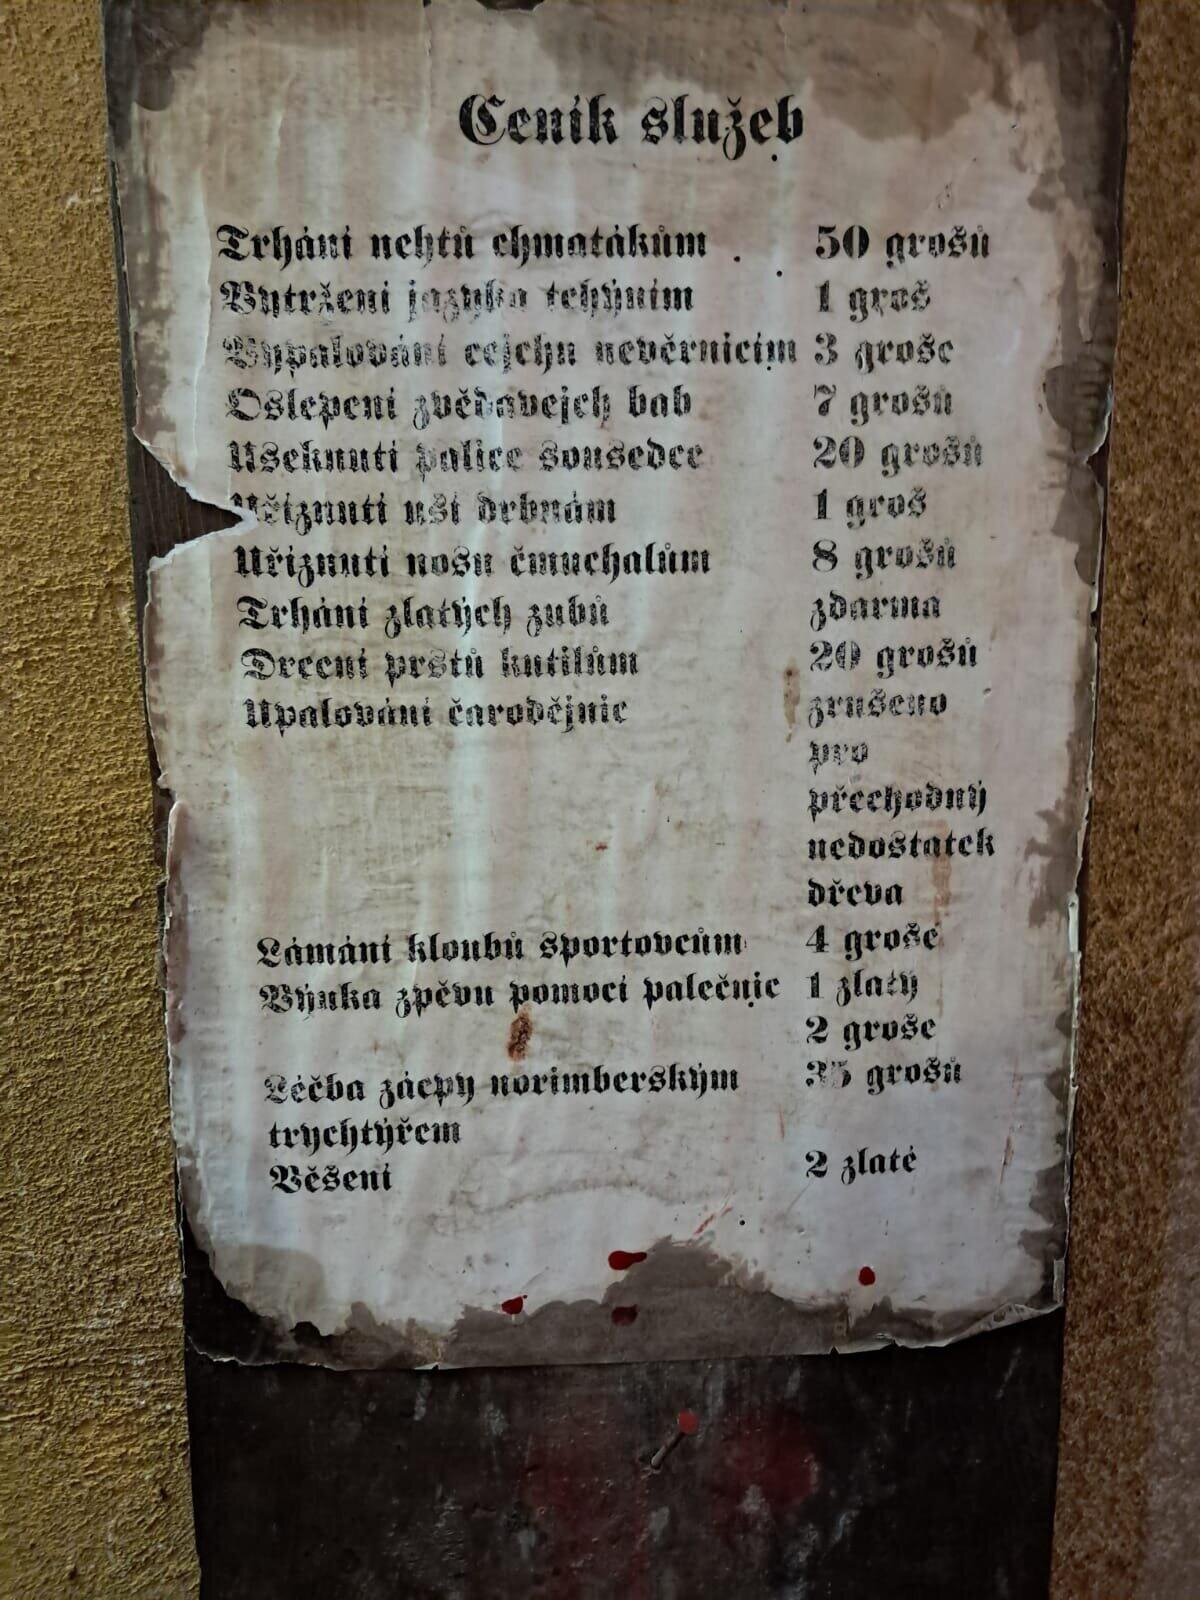 Ceník služeb
Trhání nehtů chmatákům 50 grošů
Vytržení jazyka tchýním 1 groš
Vypalování cejchu nevěrnicím 3 groše
Oslepení zvědavejch bab 7 grošů
Useknutí palice sousedce 20 grošů
Uříznutí uší drbnám 1 groš
Uříznutí nosu čmuchalům 8 grošů
Trhání zlatých zubů zdarma
Drcení prstů kutilům 20 grošů
Upalování čarodějnic zrušeno
pro
přechodný
nedostatek
dřeva
Lámání kloubů sportovcům 4 groše
Výuka zpěvu pomocí palečnic 1 zlatý
2 groše
Léčba zácpy norimberským 35 grošů
trychtýřem
Věšení 2 zlaté